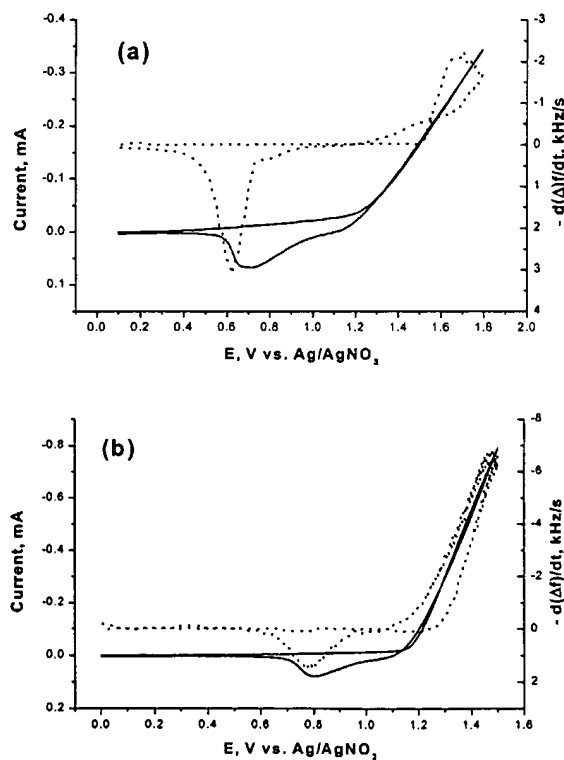 (a)
-0.4
-0.3
-0.2
-0.1
0.0
0.1
Current, mA
-3
-2
-1
0
1
2
3
4
- d(Δ)f/dt. kHz/s
0.0 0.2 0.4 0.6 0.8 1.0 1.2 1.4 1.6 1.8 2.0
E, V vs. Ag/AgNO3
(b)
-0.8
-0.6
-0.4
-0.2
0.0
0.2
Current, mA
-8
-6
-4
-2
0
2
- d(Δf)/dt, kHz/s
0.0 0.2 0.4 0.6 0.8 1.0 1.2 1.4 1.6
E, V vs. Ag/AgNO3